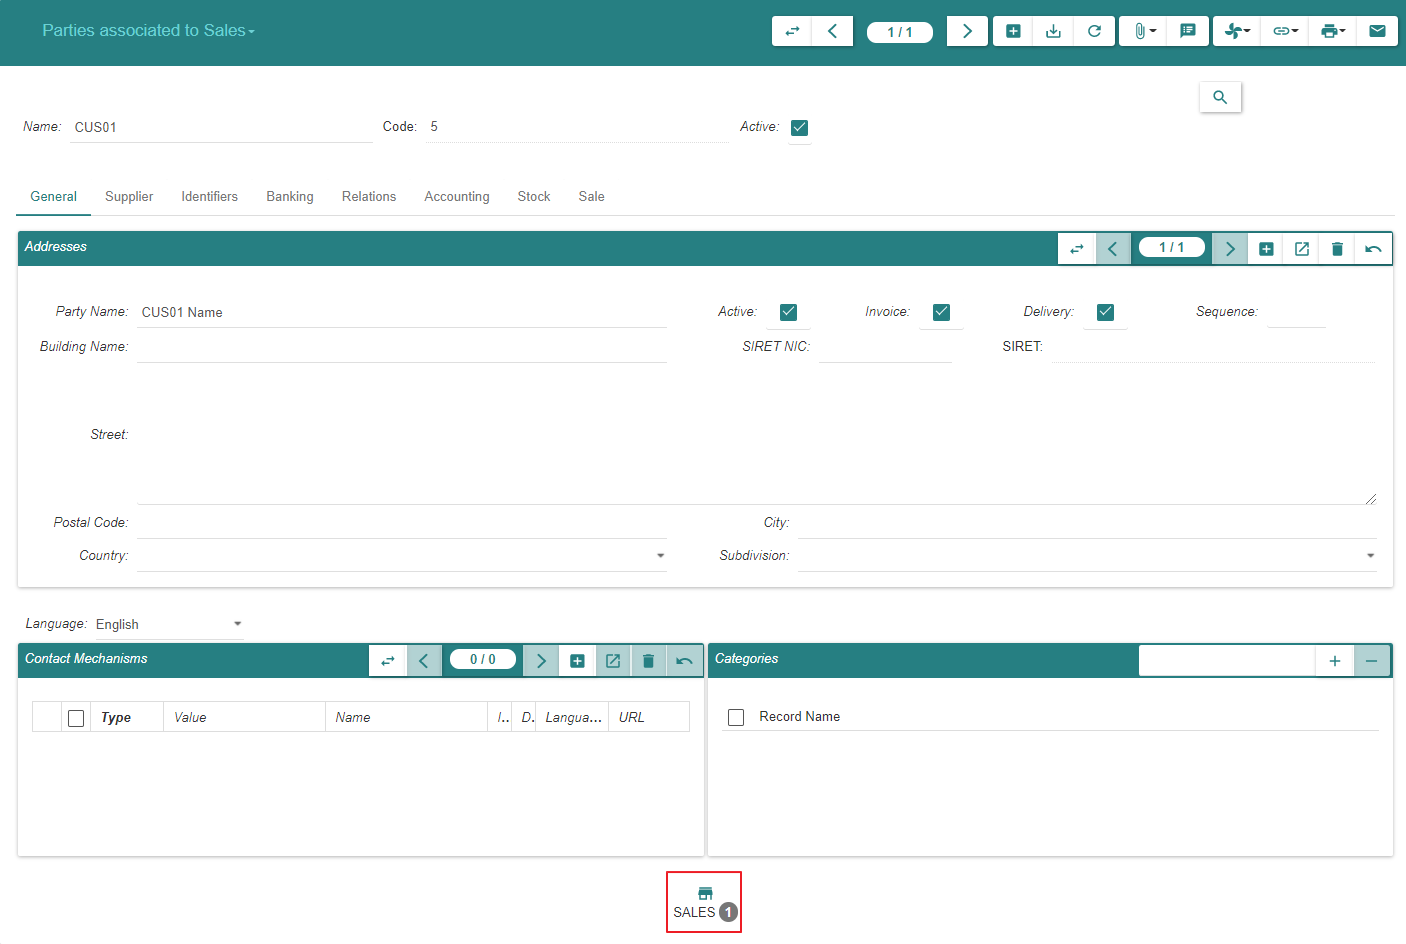 Parties associated to Sales
1 / 1
Name: CUS01 Code: 5 Active:
General Supplier Identifiers Banking Relations Accounting Stock Sale
Addresses 1 / 1
Party Name: CUS01 Name Active: Invoice: Delivery: Sequence:
Building Name: SIRET NIC: SIRET:
Street:
Postal Code: City:
Country: Subdivision:
Language: English
Contact Mechanisms 0 / 0
Type Value Name I.. D. Langua... URL
Categories
Record Name
SALES 1